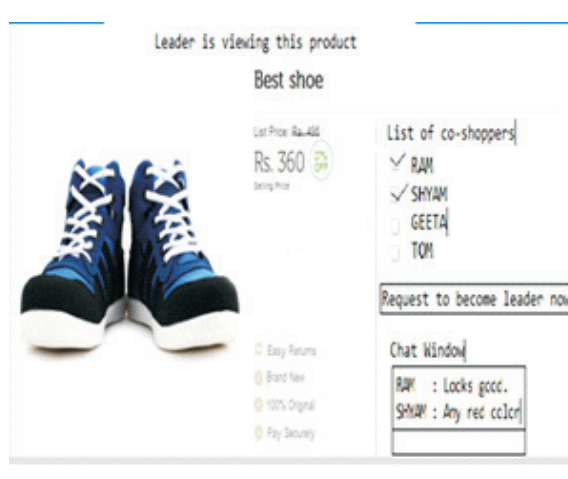 Leader is viewing this product
Best shoe
List Price: Rs. 450
Rs. 360
Selling Price
Easy Returns
Brand New
100% Original
Pay Securely
List of co-shoppers
RAM
SHYAM
GEETA
TOM
Request to become leader now
Chat Window
RAM : Looks good.
SHYAM : Any red color